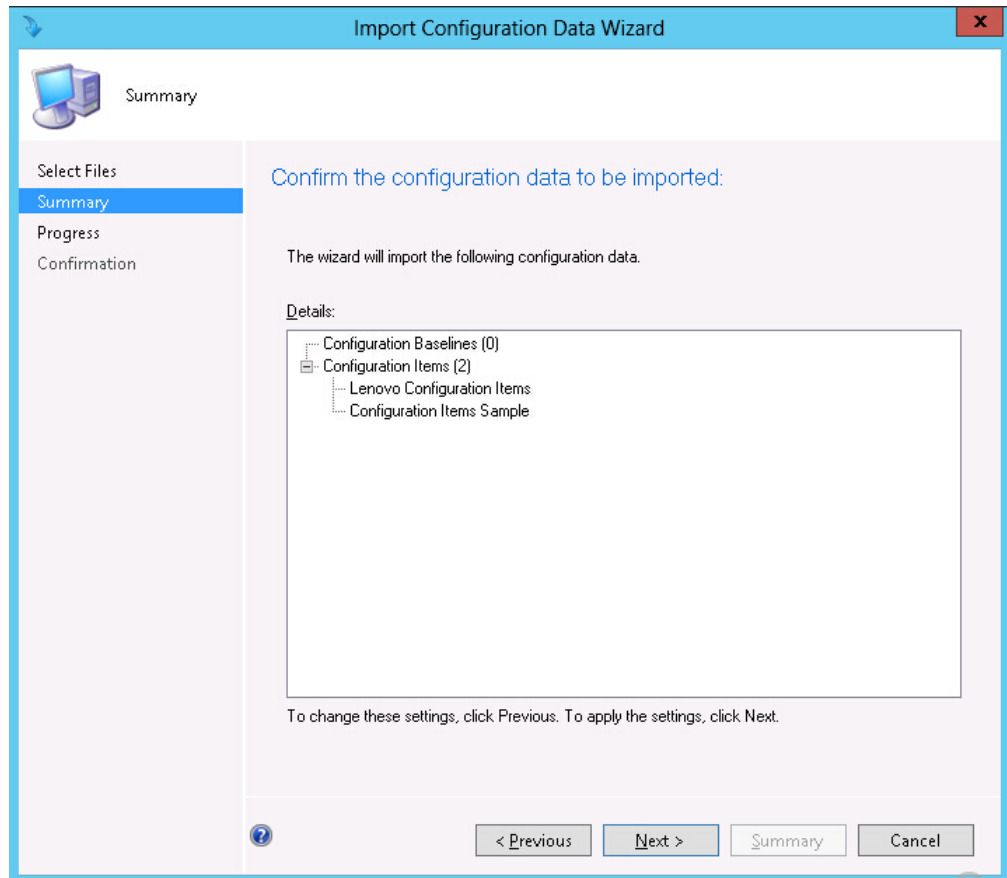 Import Configuration Data Wizard
x
Summary
Select Files
Summary
Progress
Confirmation
Confirm the configuration data to be imported:
The wizard will import the following configuration data.
Details:
Configuration Baselines (0)
Configuration Items (2)
Lenovo Configuration Items
Configuration Items Sample
To change these settings, click Previous. To apply the settings, click Next.
? < Previous Next > Summary Cancel